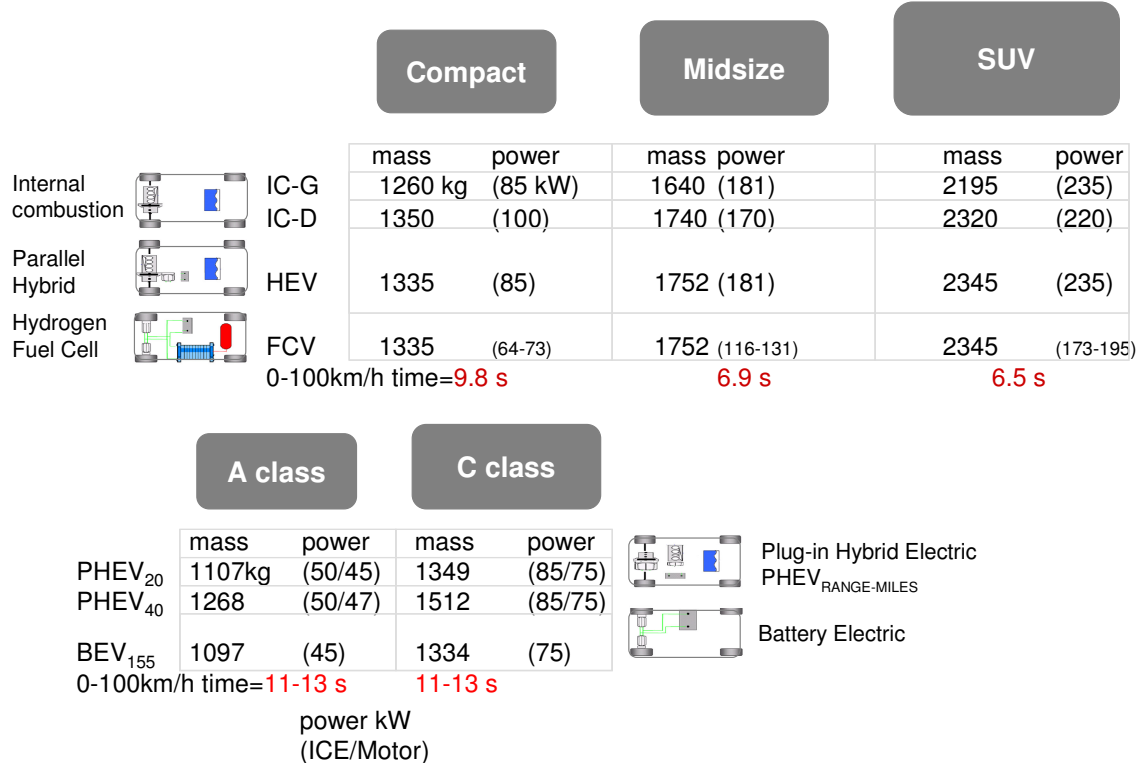 Compact Midsize SUV
mass power mass power mass power
Internal combustion IC-G 1260 kg (85 kW) 1640 (181) 2195 (235)
IC-D 1350 (100) 1740 (170) 2320 (220)
Parallel Hybrid HEV 1335 (85) 1752 (181) 2345 (235)
Hydrogen Fuel Cell FCV 1335 (64-73) 1752 (116-131) 2345 (173-195)
0-100km/h time=9.8 s 6.9 s 6.5 s
A class C class
mass power mass power
PHEV20 1107kg (50/45) 1349 (85/75)
PHEV40 1268 (50/47) 1512 (85/75)
BEV155 1097 (45) 1334 (75)
0-100km/h time=11-13 s 11-13 s
power kW
(ICE/Motor)
Plug-in Hybrid Electric
PHEVRANGE-MILES
Battery Electric